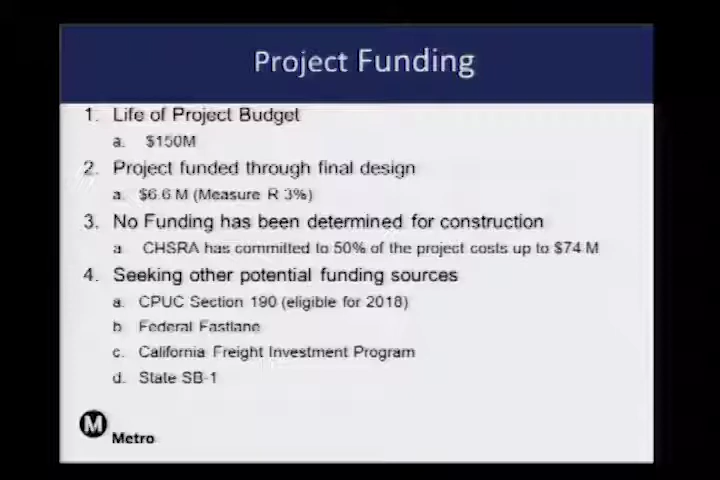 Project Funding
1. Life of Project Budget
a. $150M
2. Project funded through final design
a. $6.6 M (Measure R 3%)
3. No Funding has been determined for construction
a CHSRA has committed to 50% of the project costs up to $74 M
4. Seeking other potential funding sources
a. CPUC Section 190 (eligible for 2018)
b Federal Fastlane
c. California Freight Investment Program
d. State SB-1
M
Metro